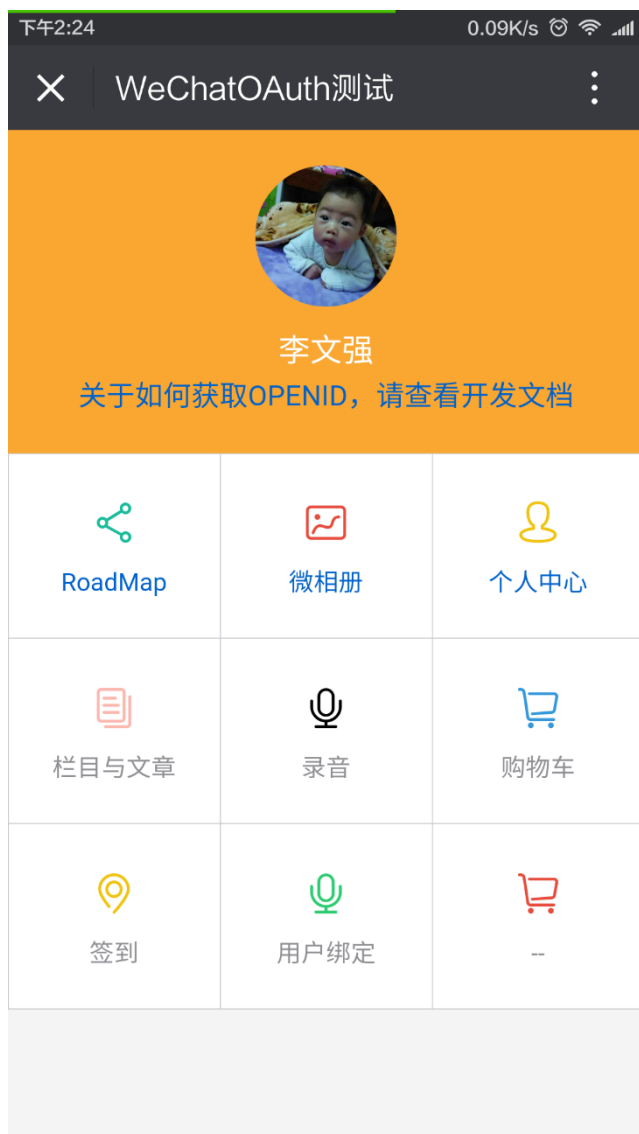 下午2:24 0.09K/s
WeChatOAuth测试
李文强
关于如何获取OPENID，请查看开发文档
RoadMap 微相册 个人中心
栏目与文章 录音 购物车
签到 用户绑定 --